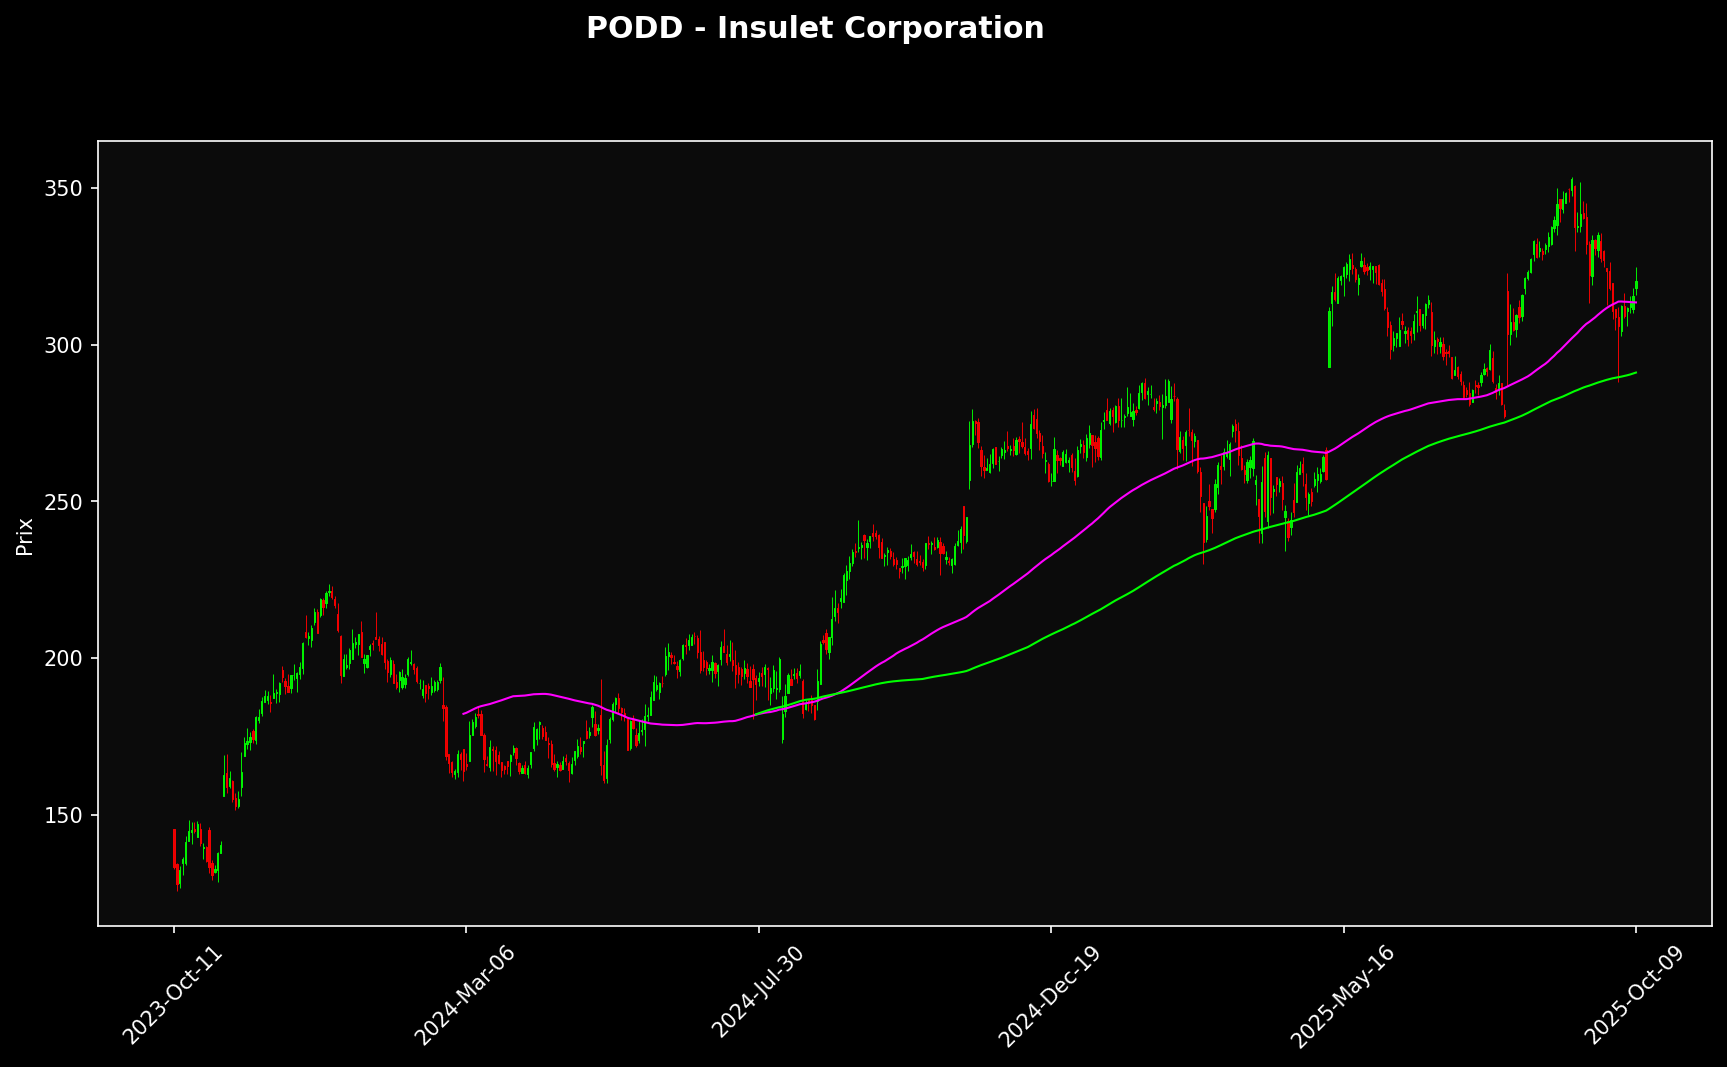 PODD - Insulet Corporation
Prix
350
300
250
200
150
2023-Oct-11
2024-Mar-06
2024-Jul-30
2024-Dec-19
2025-May-16
2025-Oct-09